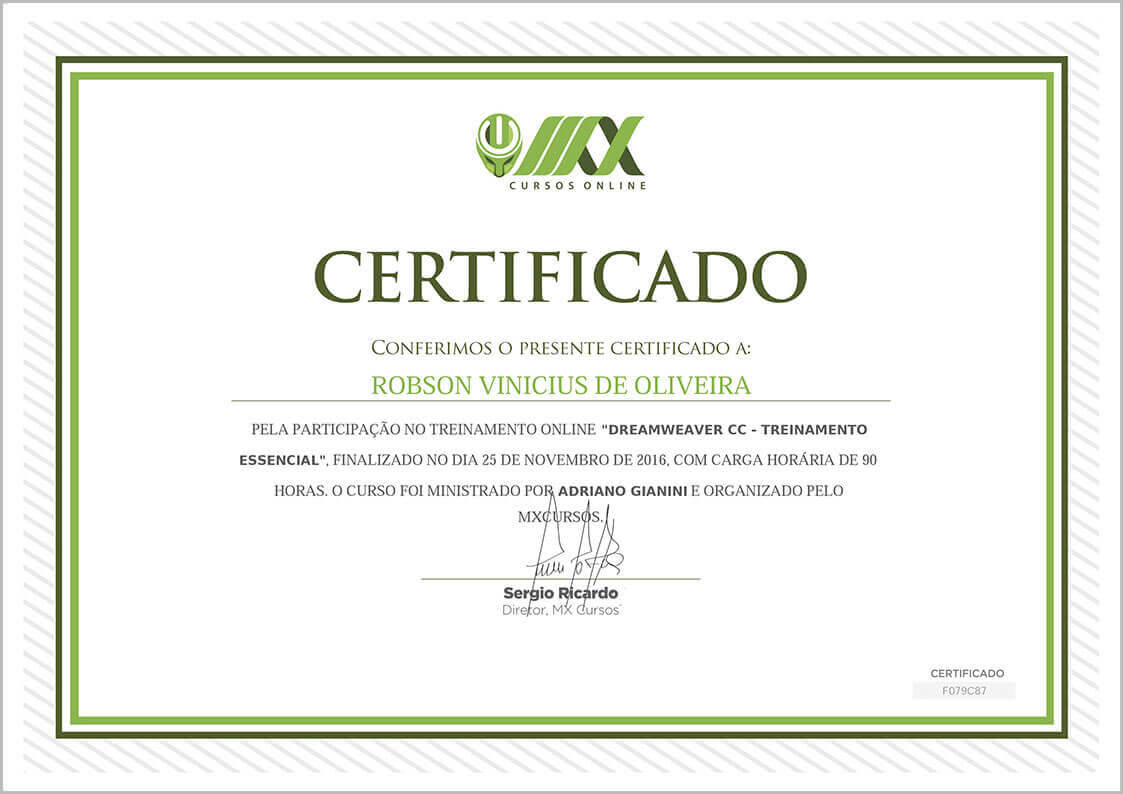 MX
CURSOS ONLINE
CERTIFICADO
CONFERIMOS O PRESENTE CERTIFICADO A:
ROBSON VINICIUS DE OLIVEIRA
PELA PARTICIPAÇÃO NO TREINAMENTO ONLINE "DREAMWEAVER CC - TREINAMENTO
ESSENCIAL", FINALIZADO NO DIA 25 DE NOVEMBRO DE 2016, COM CARGA HORÁRIA DE 90
HORAS. O CURSO FOI MINISTRADO POR ADRIANO GIANINI E ORGANIZADO PELO
MXCURSOS.
Sergio Ricardo
Diretor, MX Cursos
CERTIFICADO
F079C87